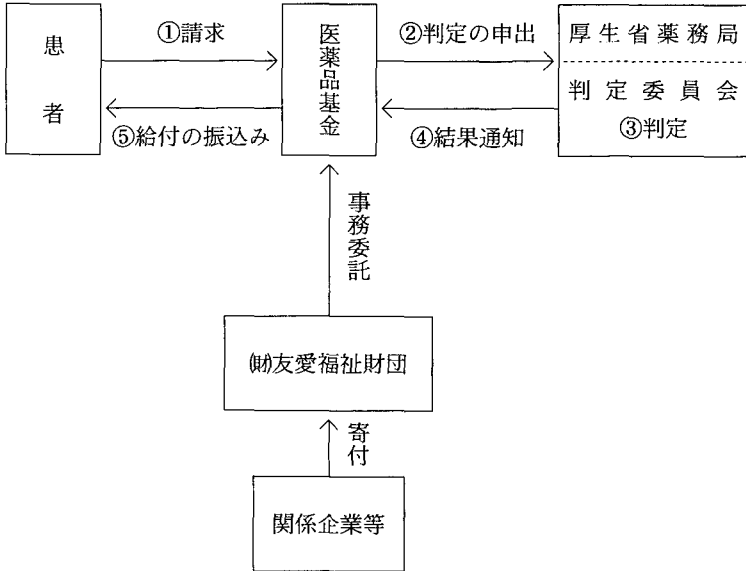 患者
①請求
⑤給付の振込み
医薬品基金
②判定の申出
④結果通知
厚生省薬務局
判定委員会
③判定
事務委託
㈶友愛福祉財団
寄付
関係企業等